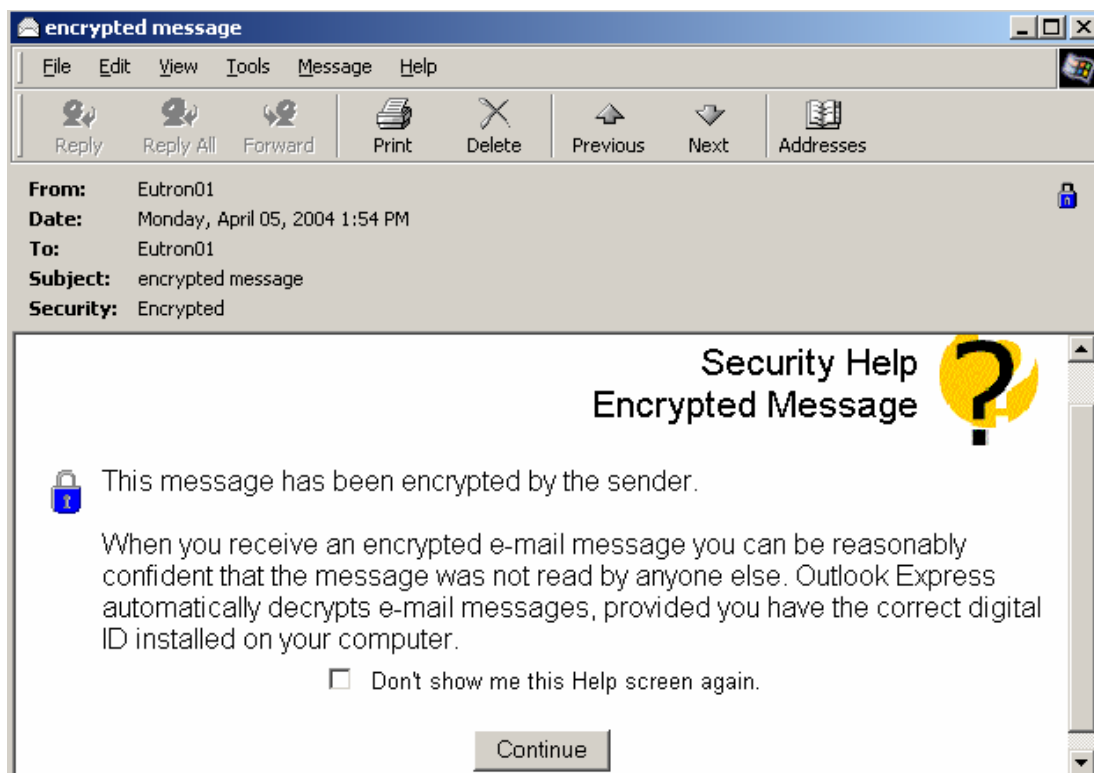 encrypted message
File Edit View Tools Message Help
Reply Reply All Forward Print Delete Previous Next Addresses
From: Eutron01
Date: Monday, April 05, 2004 1:54 PM
To: Eutron01
Subject: encrypted message
Security: Encrypted
Security Help
Encrypted Message
This message has been encrypted by the sender.
When you receive an encrypted e-mail message you can be reasonably
confident that the message was not read by anyone else. Outlook Express
automatically decrypts e-mail messages, provided you have the correct digital
ID installed on your computer.
Don't show me this Help screen again.
Continue